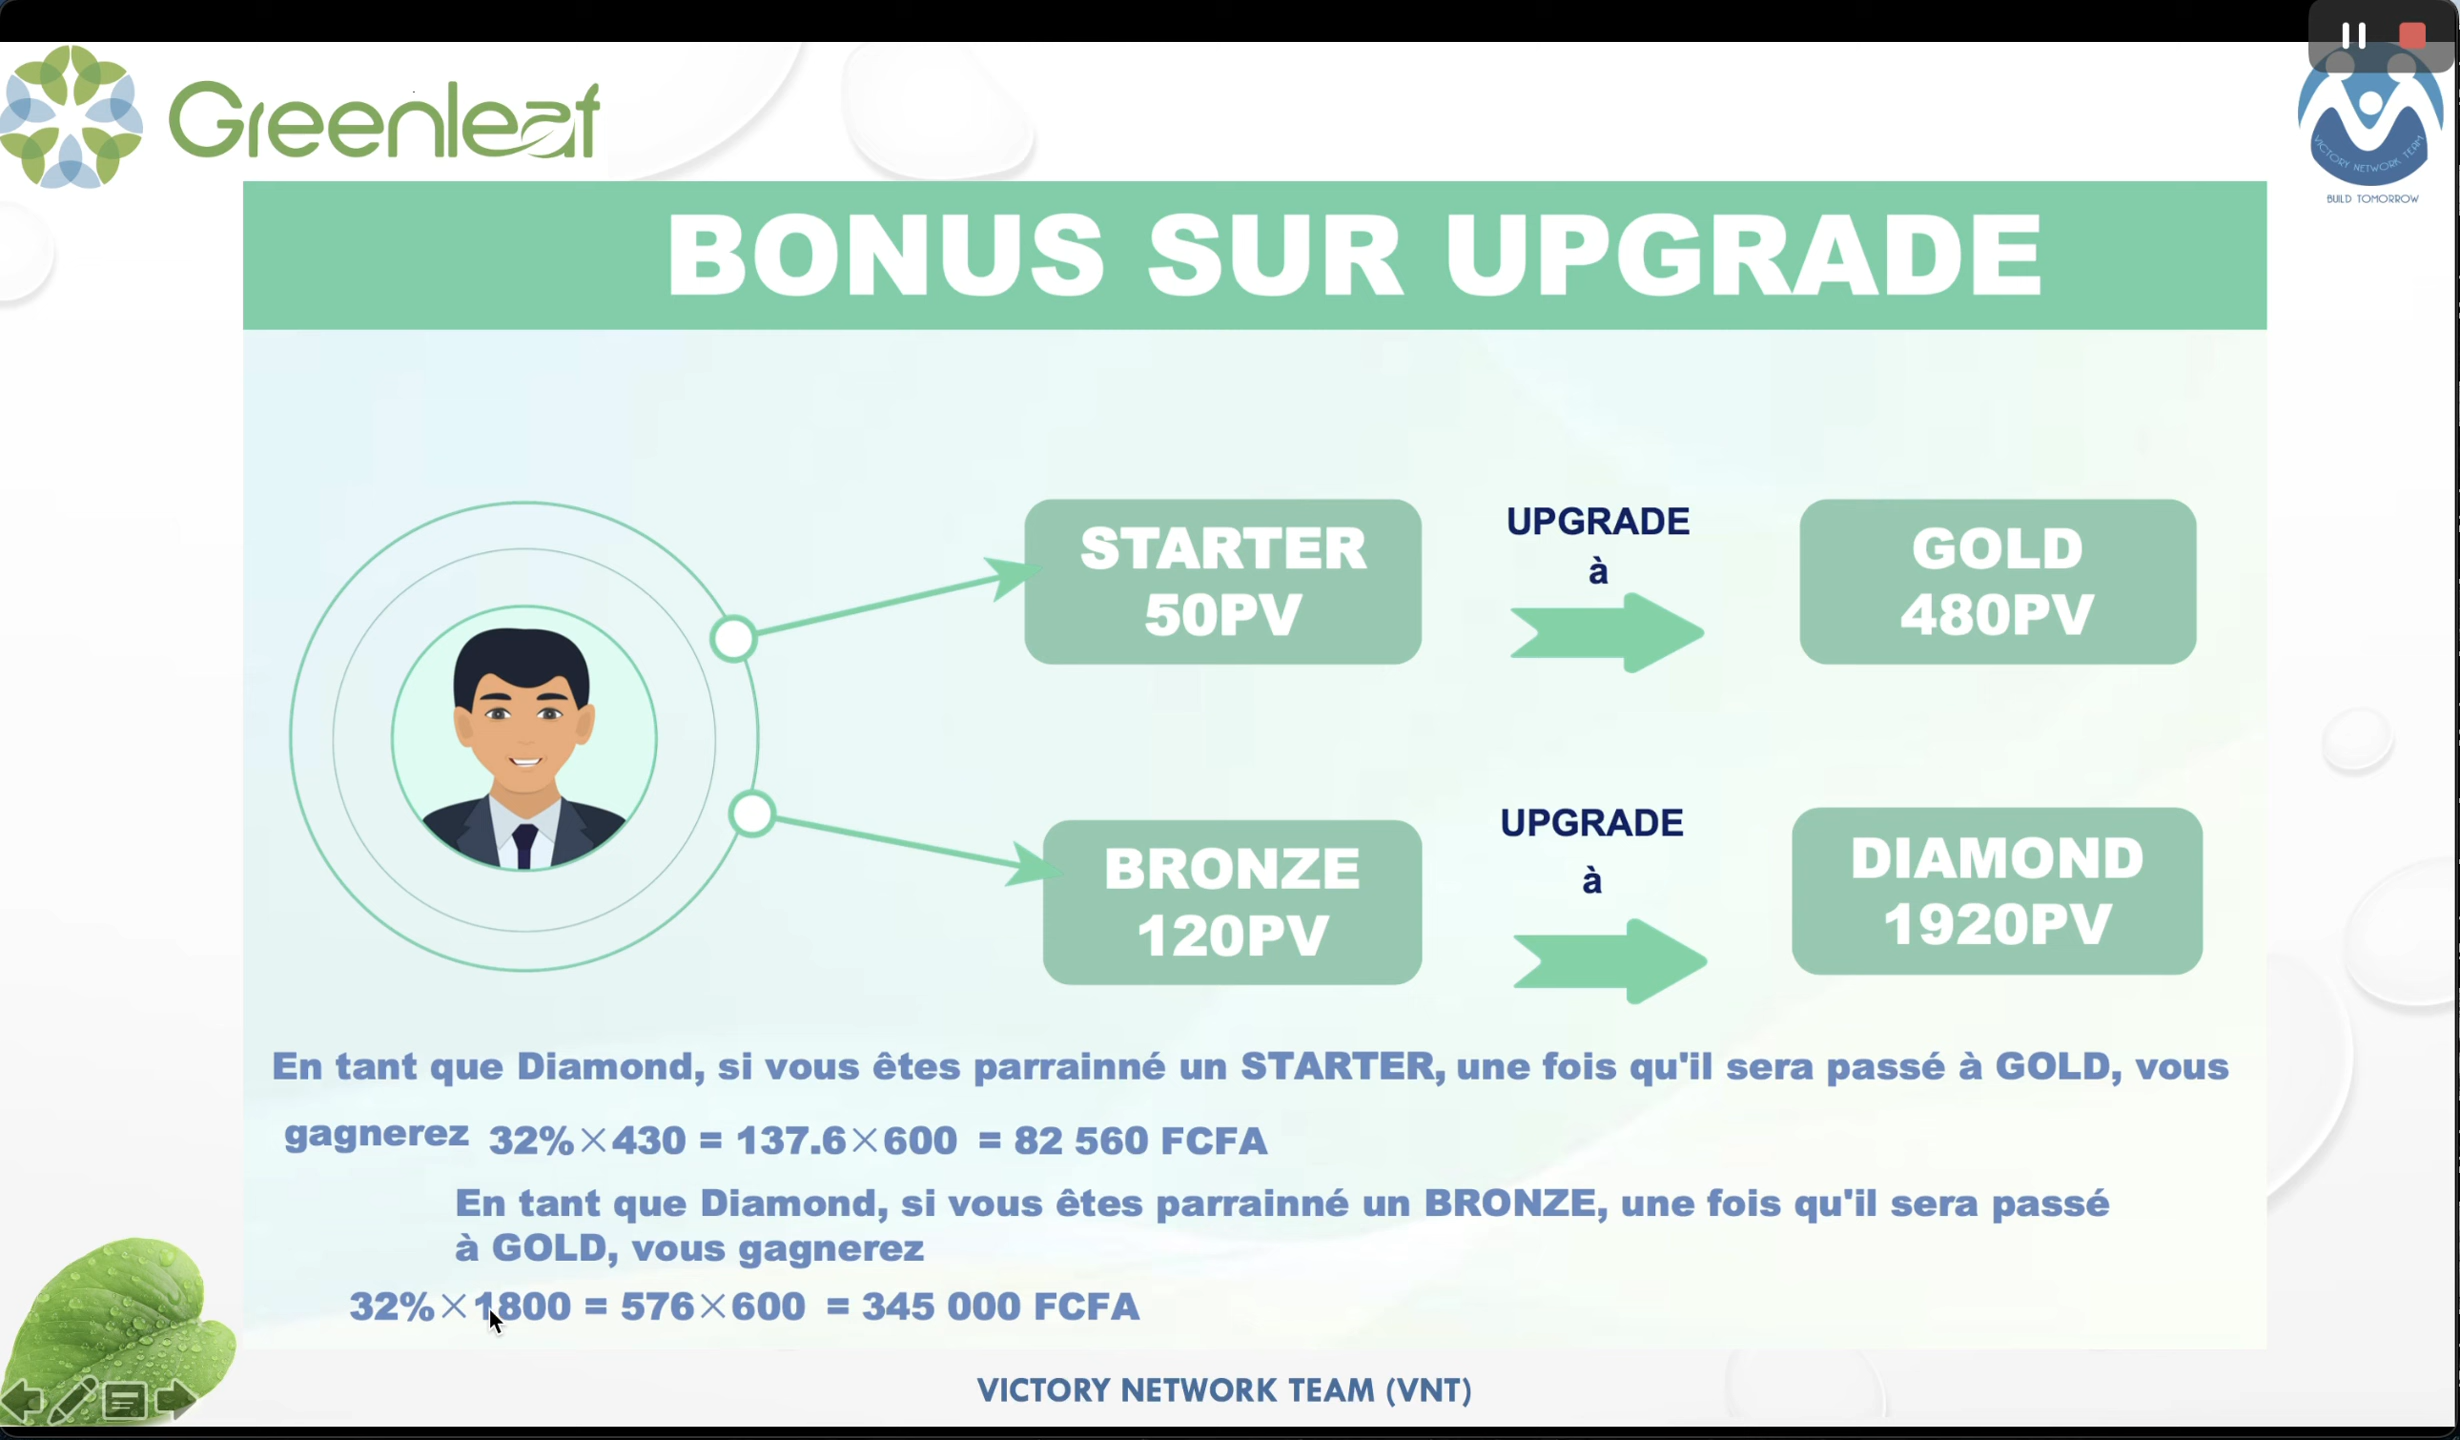 Greenleaf
VICTORY NETWORK TEAM
BUILD TOMORROW
BONUS SUR UPGRADE
STARTER
50PV
UPGRADE
à
GOLD
480PV
BRONZE
120PV
UPGRADE
à
DIAMOND
1920PV
En tant que Diamond, si vous êtes parrainné un STARTER, une fois qu'il sera passé à GOLD, vous
gagnerez 32%×430 = 137.6×600 = 82 560 FCFA
En tant que Diamond, si vous êtes parrainné un BRONZE, une fois qu'il sera passé
à GOLD, vous gagnerez
32%×1800 = 576×600 = 345 000 FCFA
VICTORY NETWORK TEAM (VNT)